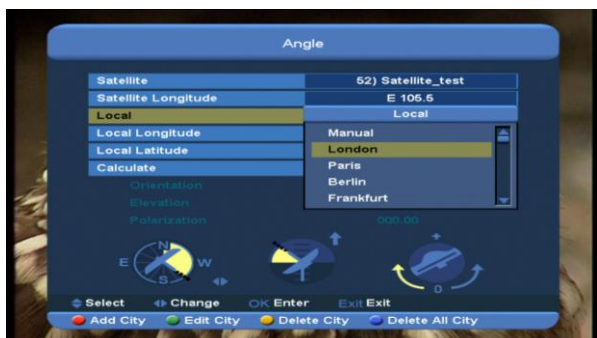 Angle
Satellite 52) Satellite_test
Satellite Longitude E 105.5
Local Local
Local Longitude Manual
Local Latitude London
Calculate Paris
Orientation Berlin
Elevation Frankfurt
Polarization 000.00
N
E W
S
+
0
Select Change OK Enter Exit Exit
Add City Edit City Delete City Delete All City